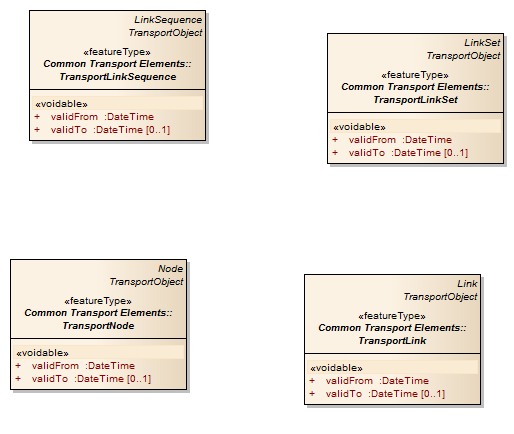 LinkSequence
TransportObject
«featureType»
Common Transport Elements::
TransportLinkSequence
«voidable»
+ validFrom :DateTime
+ validTo :DateTime [0..1]
LinkSet
TransportObject
«featureType»
Common Transport Elements::
TransportLinkSet
«voidable»
+ validFrom :DateTime
+ validTo :DateTime [0..1]
Node
TransportObject
«featureType»
Common Transport Elements::
TransportNode
«voidable»
+ validFrom :DateTime
+ validTo :DateTime [0..1]
Link
TransportObject
«featureType»
Common Transport Elements::
TransportLink
«voidable»
+ validFrom :DateTime
+ validTo :DateTime [0..1]